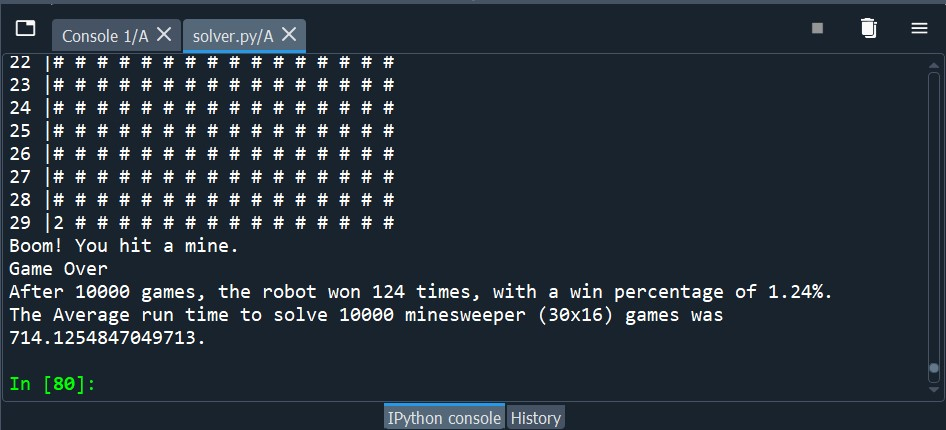 Console 1/A
solver.py/A
22 |# # # # # # # # # # # # # # # #
23 |# # # # # # # # # # # # # # # #
24 |# # # # # # # # # # # # # # # #
25 |# # # # # # # # # # # # # # # #
26 |# # # # # # # # # # # # # # # #
27 |# # # # # # # # # # # # # # # #
28 |# # # # # # # # # # # # # # # #
29 |2 # # # # # # # # # # # # # # #
Boom! You hit a mine.
Game Over
After 10000 games, the robot won 124 times, with a win percentage of 1.24%.
The Average run time to solve 10000 minesweeper (30x16) games was
714.1254847049713.
In [80]:
IPython console
History